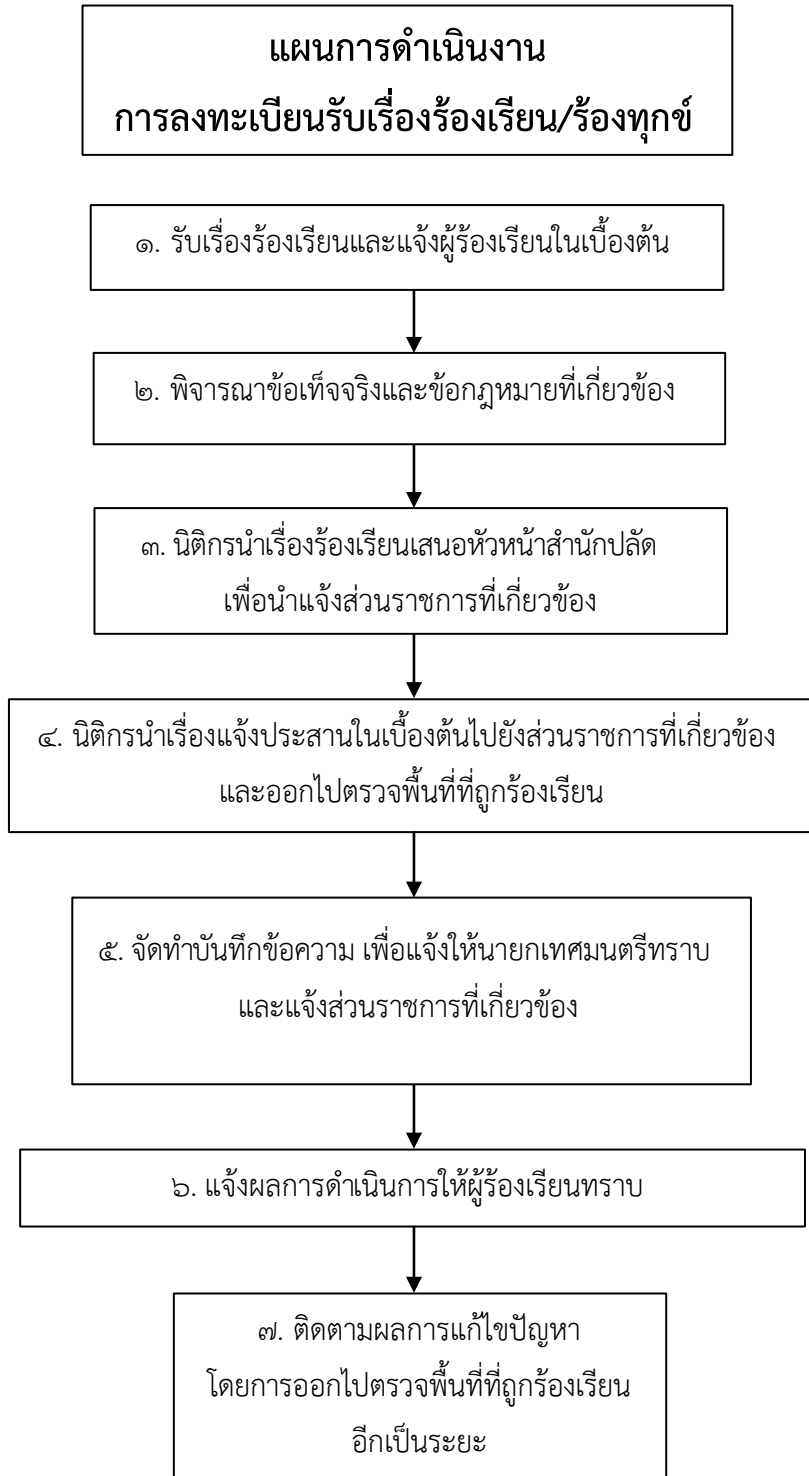 แผนการดำเนินงาน
การลงทะเบียนรับเรื่องร้องเรียน/ร้องทุกข์
๑. รับเรื่องร้องเรียนและแจ้งผู้ร้องเรียนในเบื้องต้น
๒. พิจารณาข้อเท็จจริงและข้อกฎหมายที่เกี่ยวข้อง
๓. นิติกรนำเรื่องร้องเรียนเสนอหัวหน้าสำนักปลัด
เพื่อนำแจ้งส่วนราชการที่เกี่ยวข้อง
๔. นิติกรนำเรื่องแจ้งประสานในเบื้องต้นไปยังส่วนราชการที่เกี่ยวข้อง
และออกไปตรวจพื้นที่ที่ถูกร้องเรียน
๕. จัดทำบันทึกข้อความ เพื่อแจ้งให้นายกเทศมนตรีทราบ
และแจ้งส่วนราชการที่เกี่ยวข้อง
๖. แจ้งผลการดำเนินการให้ผู้ร้องเรียนทราบ
๗. ติดตามผลการแก้ไขปัญหา
โดยการออกไปตรวจพื้นที่ที่ถูกร้องเรียน
อีกเป็นระยะ